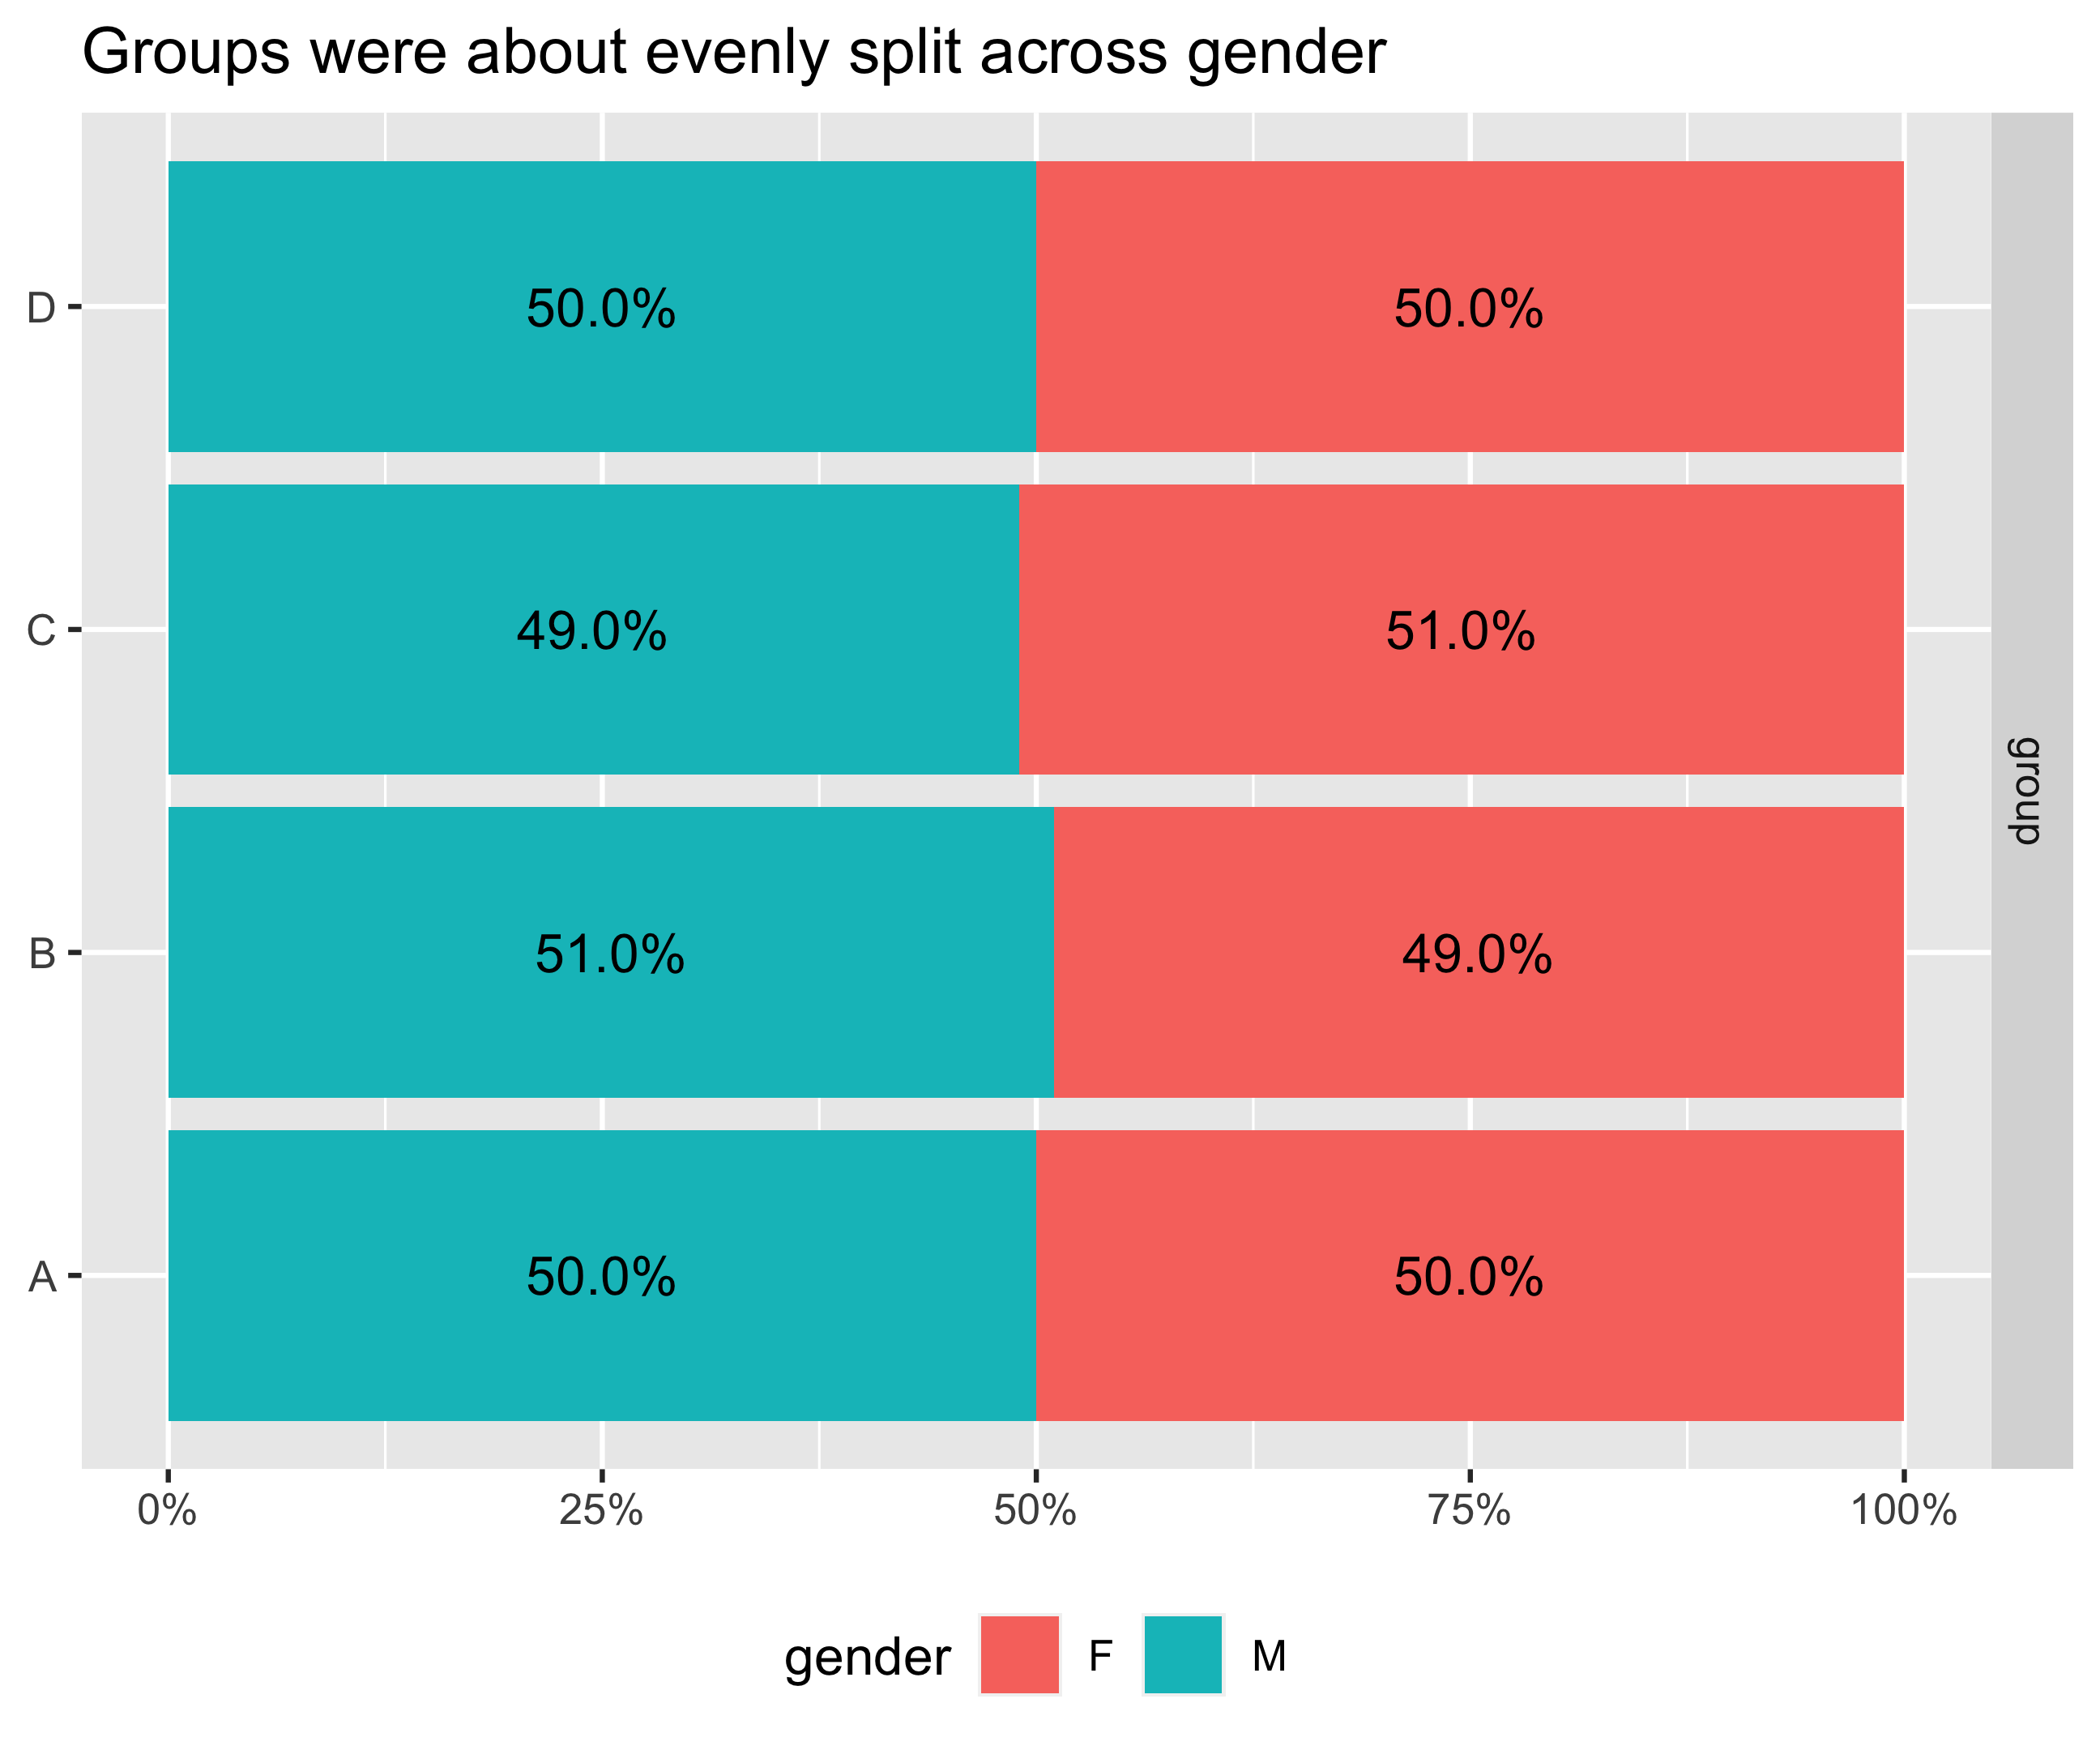 Groups were about evenly split across gender
D
50.0%
50.0%
C
49.0%
51.0%
group
B
51.0%
49.0%
A
50.0%
50.0%
0%
25%
50%
75%
100%
gender F M